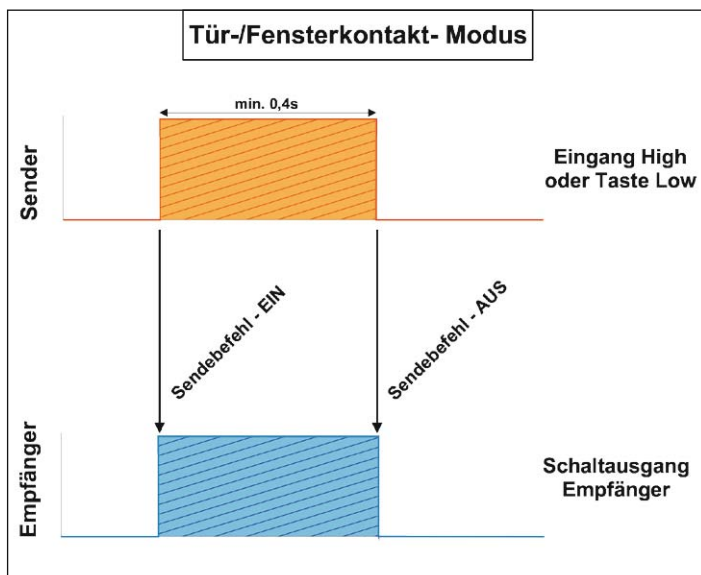 Tür-/Fensterkontakt- Modus
min. 0,4s
Sender
Eingang High
oder Taste Low
Sendebefehl - EIN
Sendebefehl - AUS
Empfänger
Schaltausgang
Empfänger